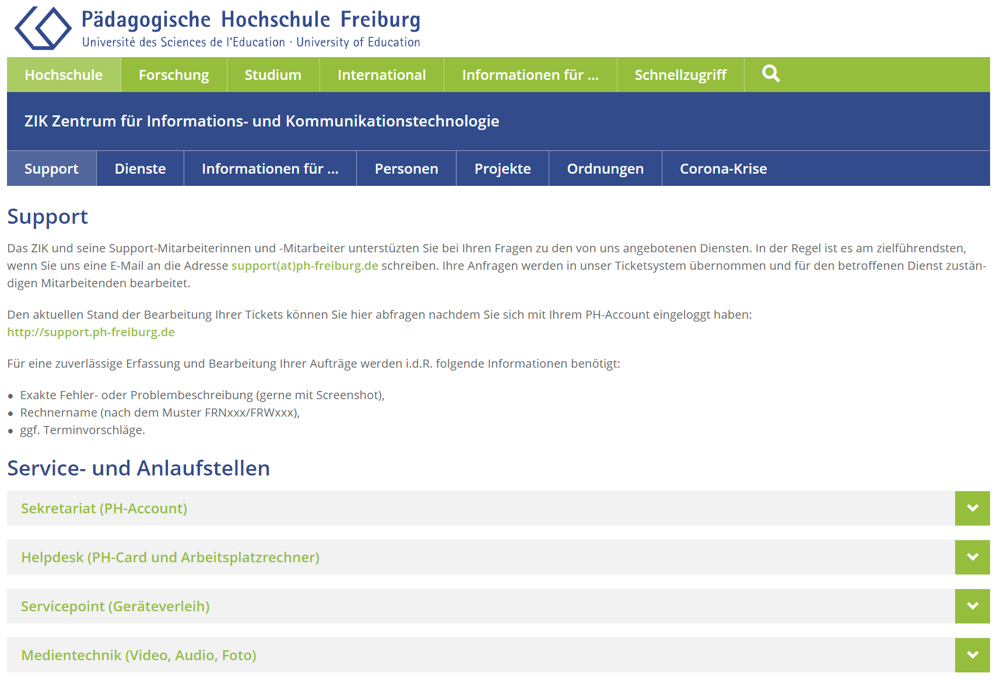 Pädagogische Hochschule Freiburg
Université des Sciences de l'Education · University of Education
Hochschule
Forschung
Studium
International
Informationen für ...
Schnellzugriff
ZIK Zentrum für Informations- und Kommunikationstechnologie
Support
Dienste
Informationen für ...
Personen
Projekte
Ordnungen
Corona-Krise
Support
Das ZIK und seine Support-Mitarbeiterinnen und -Mitarbeiter unterstüzten Sie bei Ihren Fragen zu den von uns angebotenen Diensten. In der Regel ist es am zielführendsten,
wenn Sie uns eine E-Mail an die Adresse support(at)ph-freiburg.de schreiben. Ihre Anfragen werden in unser Ticketsystem übernommen und für den betroffenen Dienst zustän-
digen Mitarbeitenden bearbeitet.
Den aktuellen Stand der Bearbeitung Ihrer Tickets können Sie hier abfragen nachdem Sie sich mit Ihrem PH-Account eingeloggt haben:
http://support.ph-freiburg.de
Für eine zuverlässige Erfassung und Bearbeitung Ihrer Aufträge werden i.d.R. folgende Informationen benötigt:
• Exakte Fehler- oder Problembeschreibung (gerne mit Screenshot),
• Rechnername (nach dem Muster FRNxxx/FRWxxx),
• ggf. Terminvorschläge.
Service- und Anlaufstellen
Sekretariat (PH-Account)
Helpdesk (PH-Card und Arbeitsplatzrechner)
Servicepoint (Geräteverleih)
Medientechnik (Video, Audio, Foto)